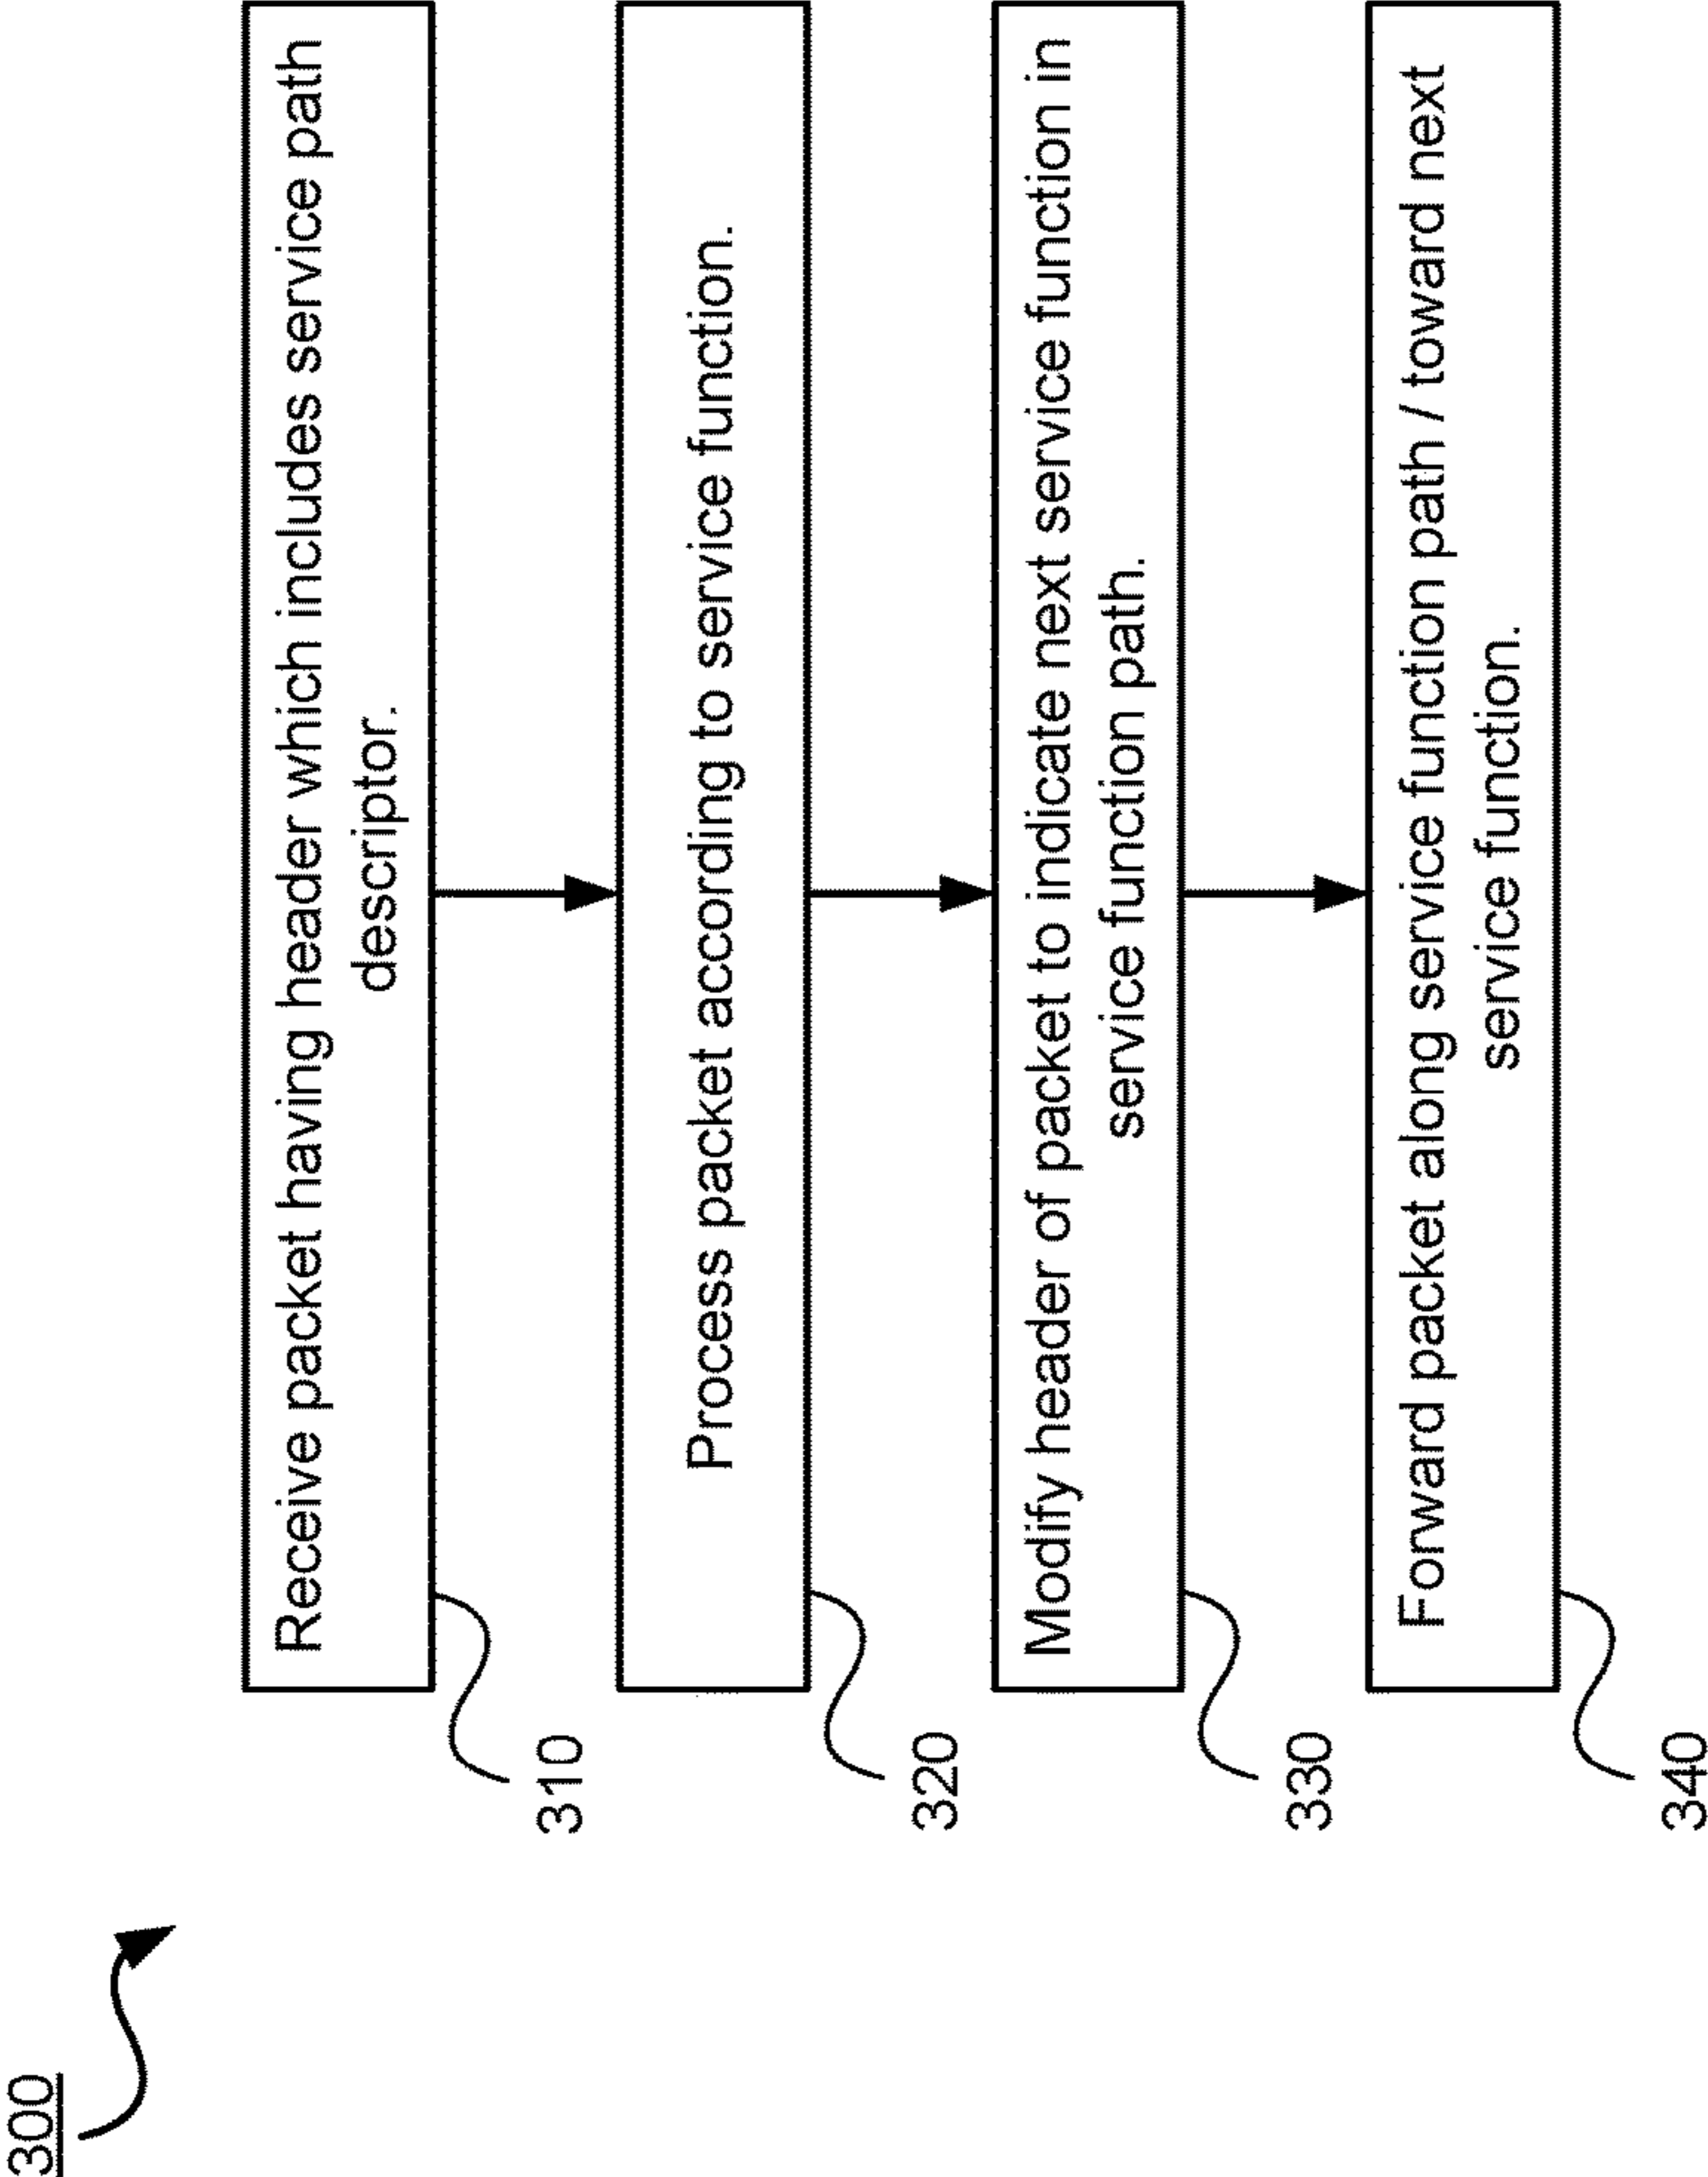 300
Receive packet having header which includes service path
descriptor.
310
Process packet according to service function.
320
Modify header of packet to indicate next service function in
service function path.
330
Forward packet along service function path / toward next
service function.
340